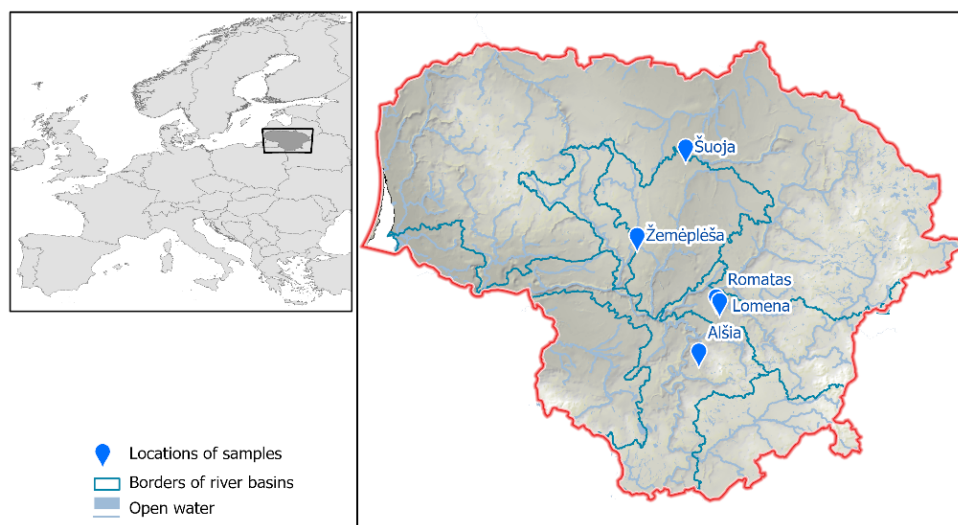 Šuoja
Žemėplėša
Romatas
Lomena
Alšia
Locations of samples
Borders of river basins
Open water